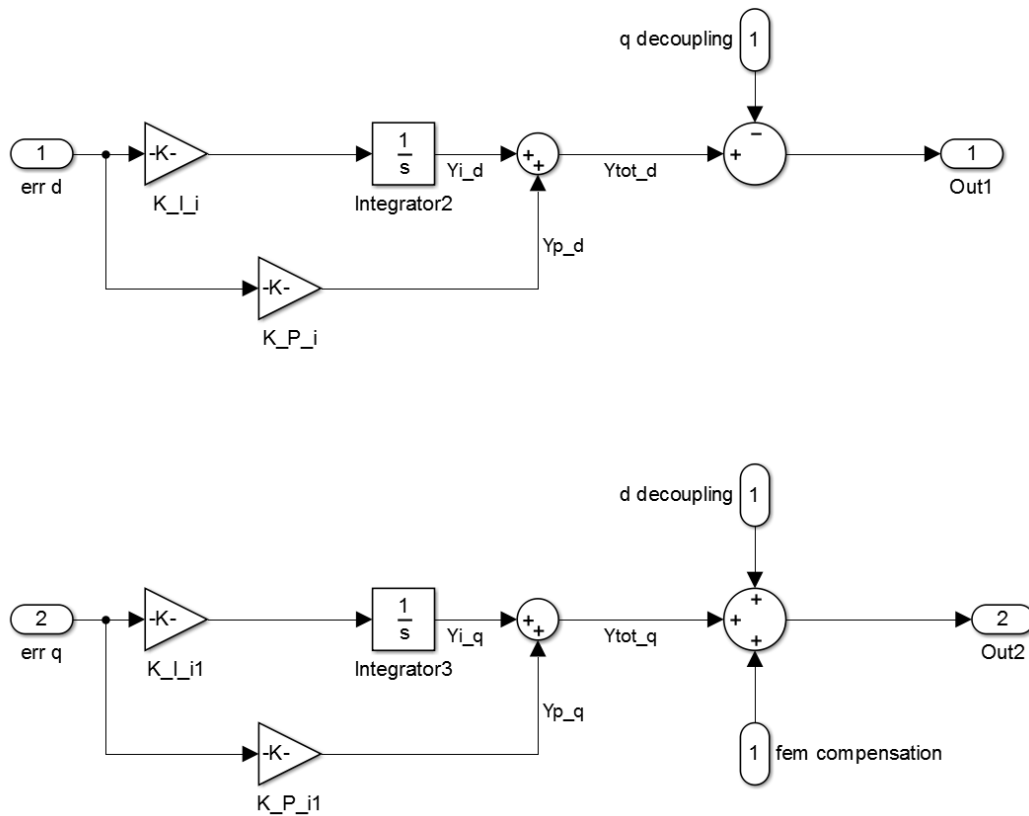 q decoupling
1
1
err d
-K-
K_I_i
1
s
Integrator2
Yi_d
+
+
Ytot_d
+
−
1
Out1
Yp_d
-K-
K_P_i
d decoupling
1
2
err q
-K-
K_I_i1
1
s
Integrator3
Yi_q
+
+
Ytot_q
+
+
+
2
Out2
Yp_q
-K-
K_P_i1
1
fem compensation